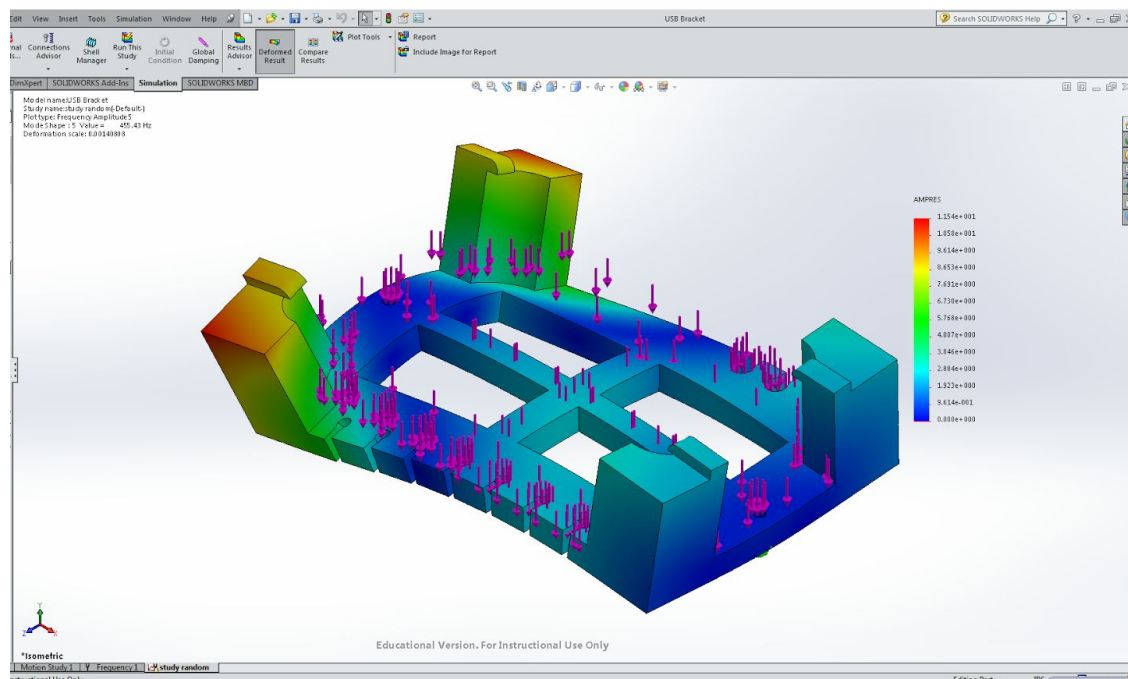 Edit View Insert Tools Simulation Window Help
USB Bracket
Search SOLIDWORKS Help
Connections Advisor
Shell Manager
Run This Study
Initial Condition
Global Damping
Results Advisor
Deformed Result
Compare Results
Plot Tools
Report
Include Image for Report
DimXpert SOLIDWORKS Add-Ins Simulation SOLIDWORKS MBD
Model name:USB Bracket
Study name:study random(-Default-)
Plot type: Frequency Amplitude5
Mode Shape : 5 Value = 455.43 Hz
Deformation scale: 0.00140808
AMPRES
1.154e+001
1.058e+001
9.614e+000
8.653e+000
7.691e+000
6.730e+000
5.768e+000
4.807e+000
3.846e+000
2.884e+000
1.923e+000
9.614e-001
0.000e+000
Y
Z X
Educational Version. For Instructional Use Only
*Isometric
Motion Study 1 Frequency 1 study random
Use Only
Editing Part